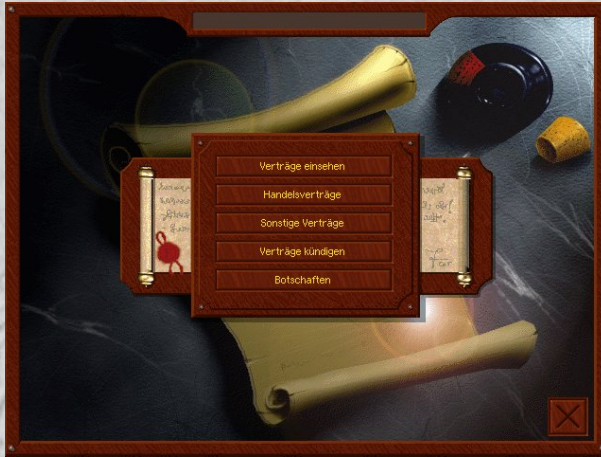 Verträge einsehen
Handelsverträge
Sonstige Verträge
Verträge kündigen
Botschaften